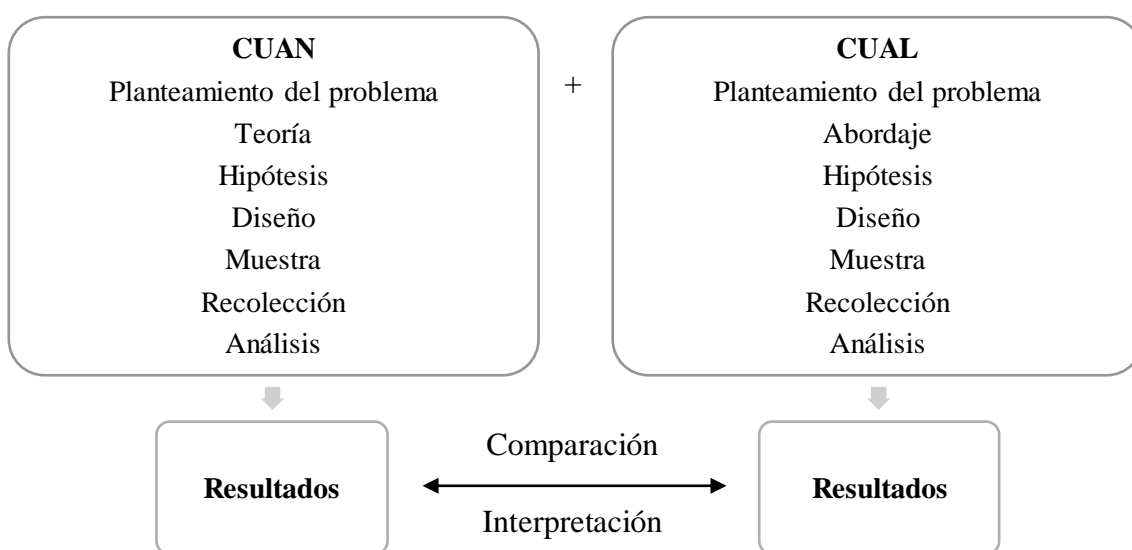 CUAN
Planteamiento del problema
Teoría
Hipótesis
Diseño
Muestra
Recolección
Análisis
+
CUAL
Planteamiento del problema
Abordaje
Hipótesis
Diseño
Muestra
Recolección
Análisis
Resultados
Comparación
Interpretación
Resultados